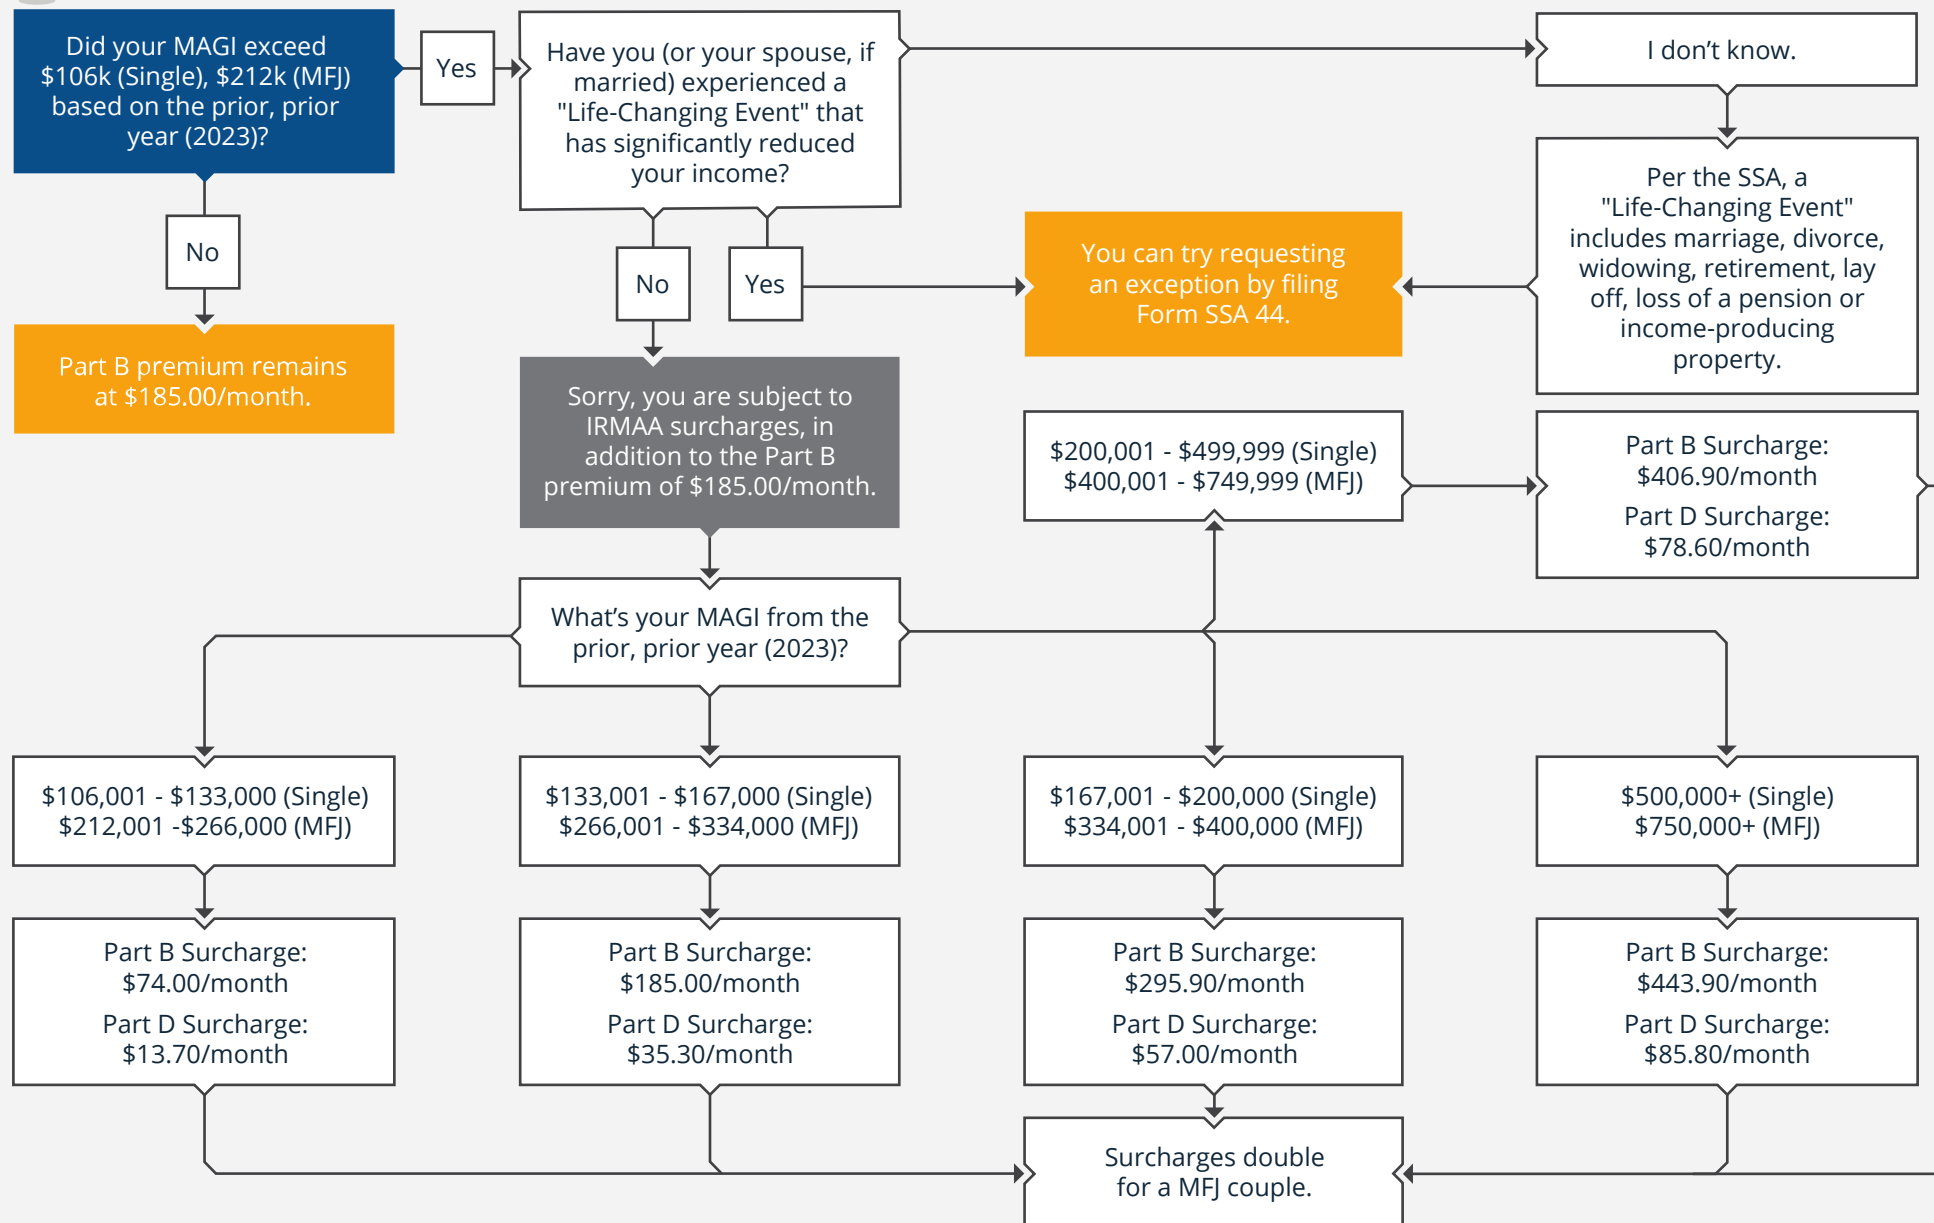 Did your MAGI exceed
$106k (Single), $212k (MFJ)
based on the prior, prior
year (2023)?
Yes
Have you (or your spouse, if
married) experienced a
"Life-Changing Event" that
has significantly reduced
your income?
I don’t know.
Per the SSA, a
"Life-Changing Event"
includes marriage, divorce,
widowing, retirement, lay
off, loss of a pension or
income-producing
property.
No
No
Yes
You can try requesting
an exception by filing
Form SSA 44.
Part B premium remains
at $185.00/month.
Sorry, you are subject to
IRMAA surcharges, in
addition to the Part B
premium of $185.00/month.
$200,001 - $499,999 (Single)
$400,001 - $749,999 (MFJ)
Part B Surcharge:
$406.90/month
Part D Surcharge:
$78.60/month
What’s your MAGI from the
prior, prior year (2023)?
$106,001 - $133,000 (Single)
$212,001 -$266,000 (MFJ)
$133,001 - $167,000 (Single)
$266,001 - $334,000 (MFJ)
$167,001 - $200,000 (Single)
$334,001 - $400,000 (MFJ)
$500,000+ (Single)
$750,000+ (MFJ)
Part B Surcharge:
$74.00/month
Part D Surcharge:
$13.70/month
Part B Surcharge:
$185.00/month
Part D Surcharge:
$35.30/month
Part B Surcharge:
$295.90/month
Part D Surcharge:
$57.00/month
Part B Surcharge:
$443.90/month
Part D Surcharge:
$85.80/month
Surcharges double
for a MFJ couple.